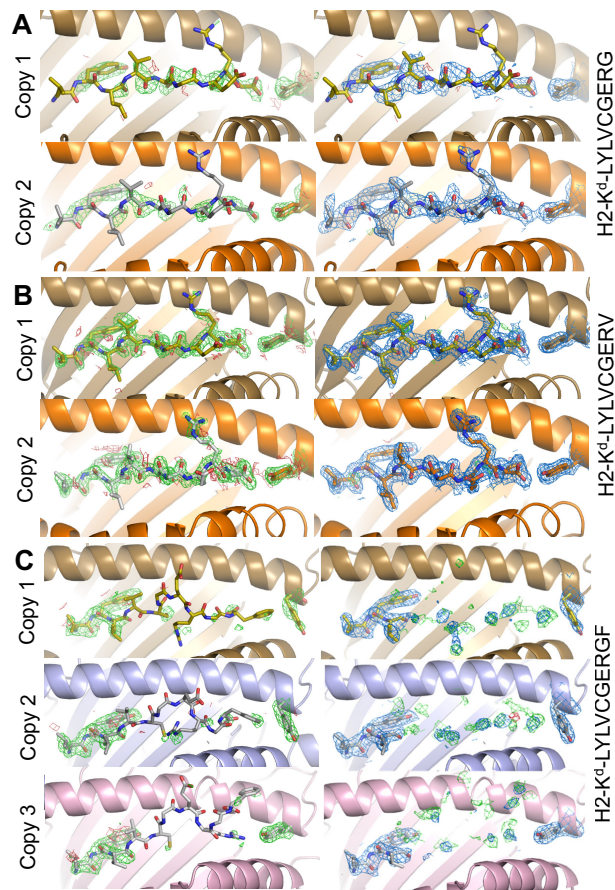 A
Copy 1
Copy 2
H2-Kᵈ-LYLVCGERG
B
Copy 1
Copy 2
H2-Kᵈ-LYLVCGERV
C
Copy 1
Copy 2
Copy 3
H2-Kᵈ-LYLVCGERGF